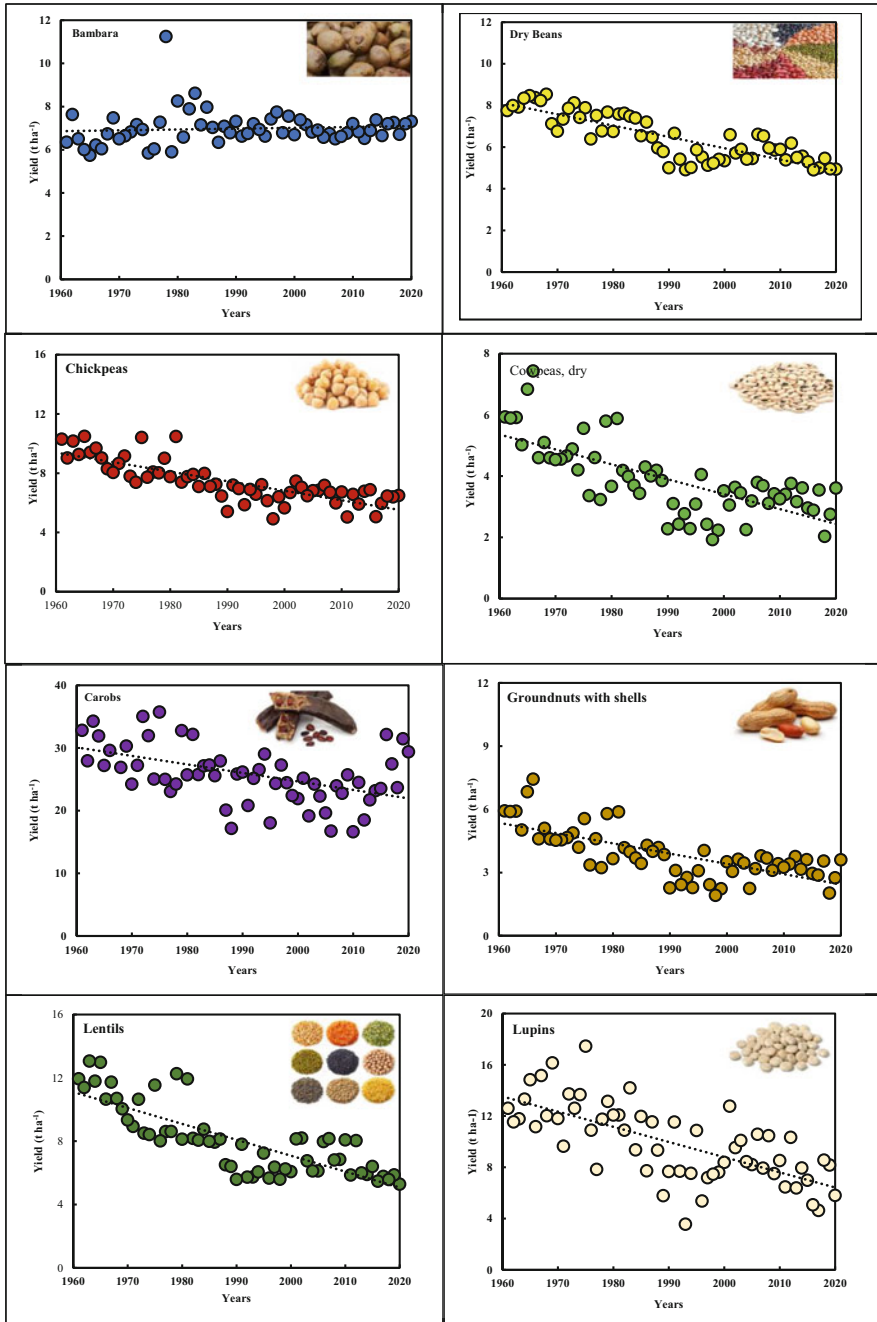 Bambara
12
10
8
6
4
2
0
Yield (t ha⁻¹)
1960 1970 1980 1990 2000 2010 2020
Years
Dry Beans
12
10
8
6
4
2
0
Yield (t ha⁻¹)
1960 1970 1980 1990 2000 2010 2020
Years
Chickpeas
16
12
8
4
0
Yield (t ha⁻¹)
1960 1970 1980 1990 2000 2010 2020
Years
Cowpeas, dry
8
6
4
2
0
Yield (t ha⁻¹)
1960 1970 1980 1990 2000 2010 2020
Years
Carobs
40
30
20
10
0
Yield (t ha⁻¹)
1960 1970 1980 1990 2000 2010 2020
Years
Groundnuts with shells
12
9
6
3
0
Yield (t ha⁻¹)
1960 1970 1980 1990 2000 2010 2020
Years
Lentils
16
12
8
4
0
Yield (t ha⁻¹)
1960 1970 1980 1990 2000 2010 2020
Years
Lupins
20
16
12
8
4
0
Yield (t ha-¹)
1960 1970 1980 1990 2000 2010 2020
Years